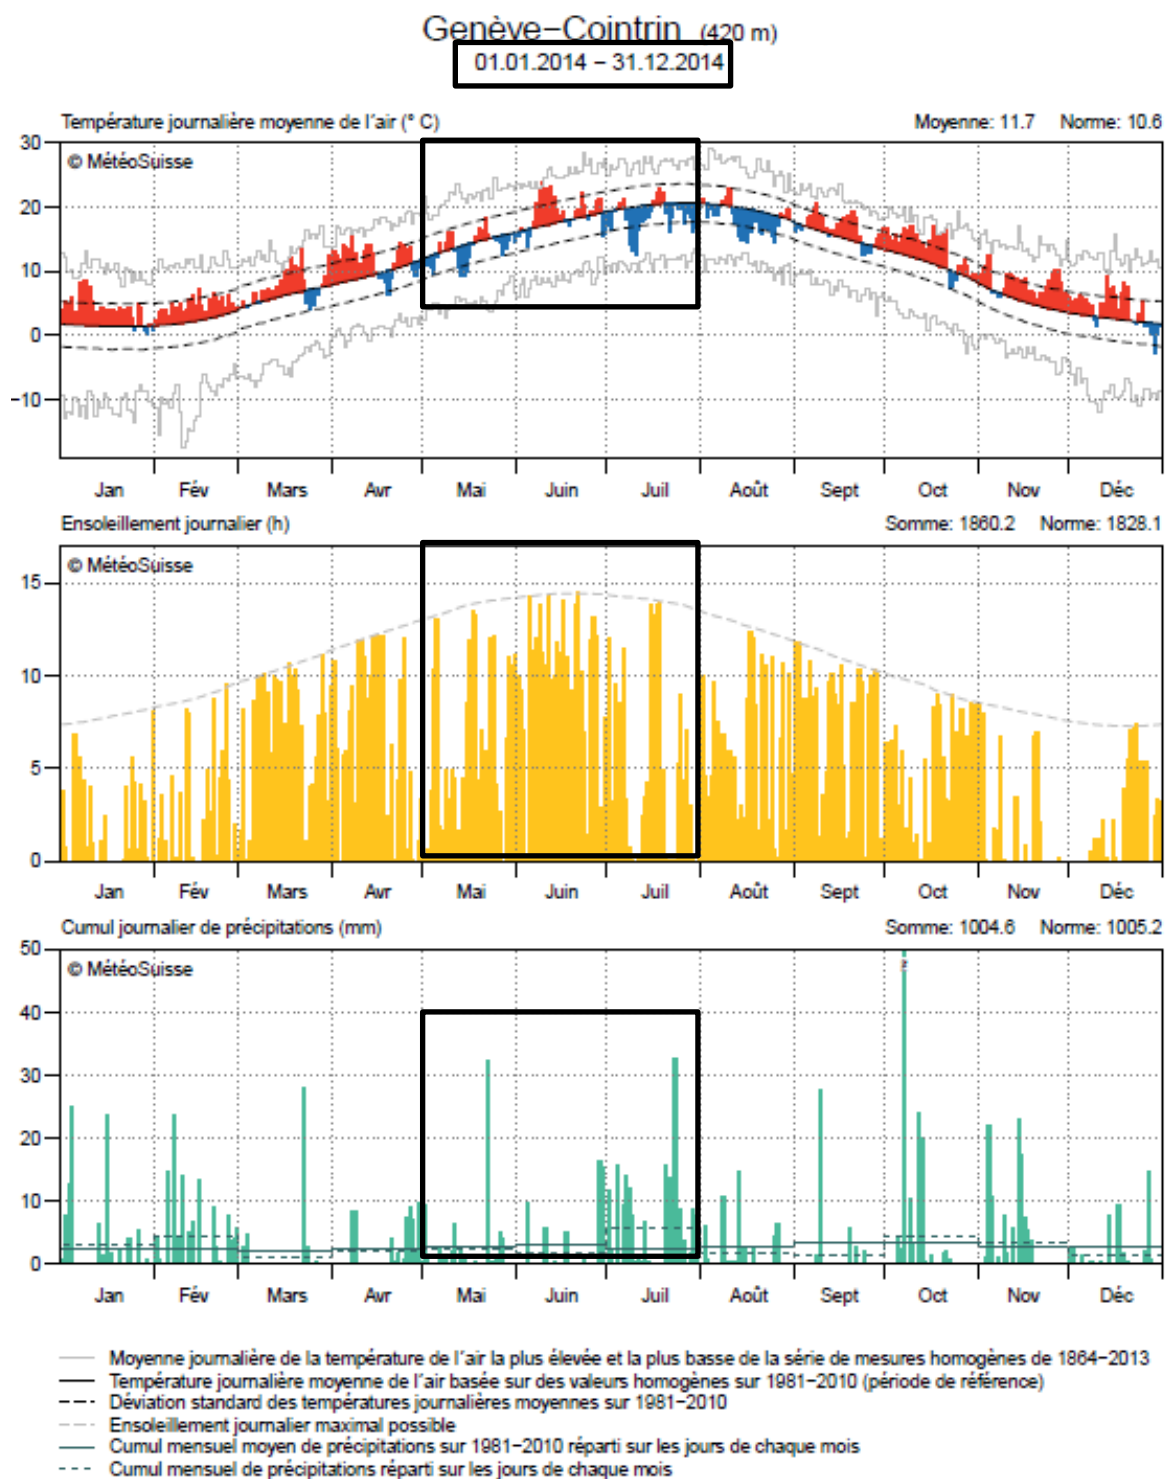 Genève−Cointrin (420 m)
01.01.2014 − 31.12.2014
Température journalière moyenne de l´air (° C) Moyenne: 11.7 Norme: 10.6
© MétéoSuisse
30
20
10
0
−10
Jan Fév Mars Avr Mai Juin Juil Août Sept Oct Nov Déc
Ensoleillement journalier (h) Somme: 1860.2 Norme: 1828.1
© MétéoSuisse
15
10
5
0
Jan Fév Mars Avr Mai Juin Juil Août Sept Oct Nov Déc
Cumul journalier de précipitations (mm) Somme: 1004.6 Norme: 1005.2
50
© MétéoSuisse
40
30
20
10
0
Jan Fév Mars Avr Mai Juin Juil Août Sept Oct Nov Déc
Moyenne journalière de la température de l´air la plus élevée et la plus basse de la série de mesures homogènes de 1864−2013
Température journalière moyenne de l´air basée sur des valeurs homogènes sur 1981−2010 (période de référence)
Déviation standard des températures journalières moyennes sur 1981−2010
Ensoleillement journalier maximal possible
Cumul mensuel moyen de précipitations sur 1981−2010 réparti sur les jours de chaque mois
Cumul mensuel de précipitations réparti sur les jours de chaque mois